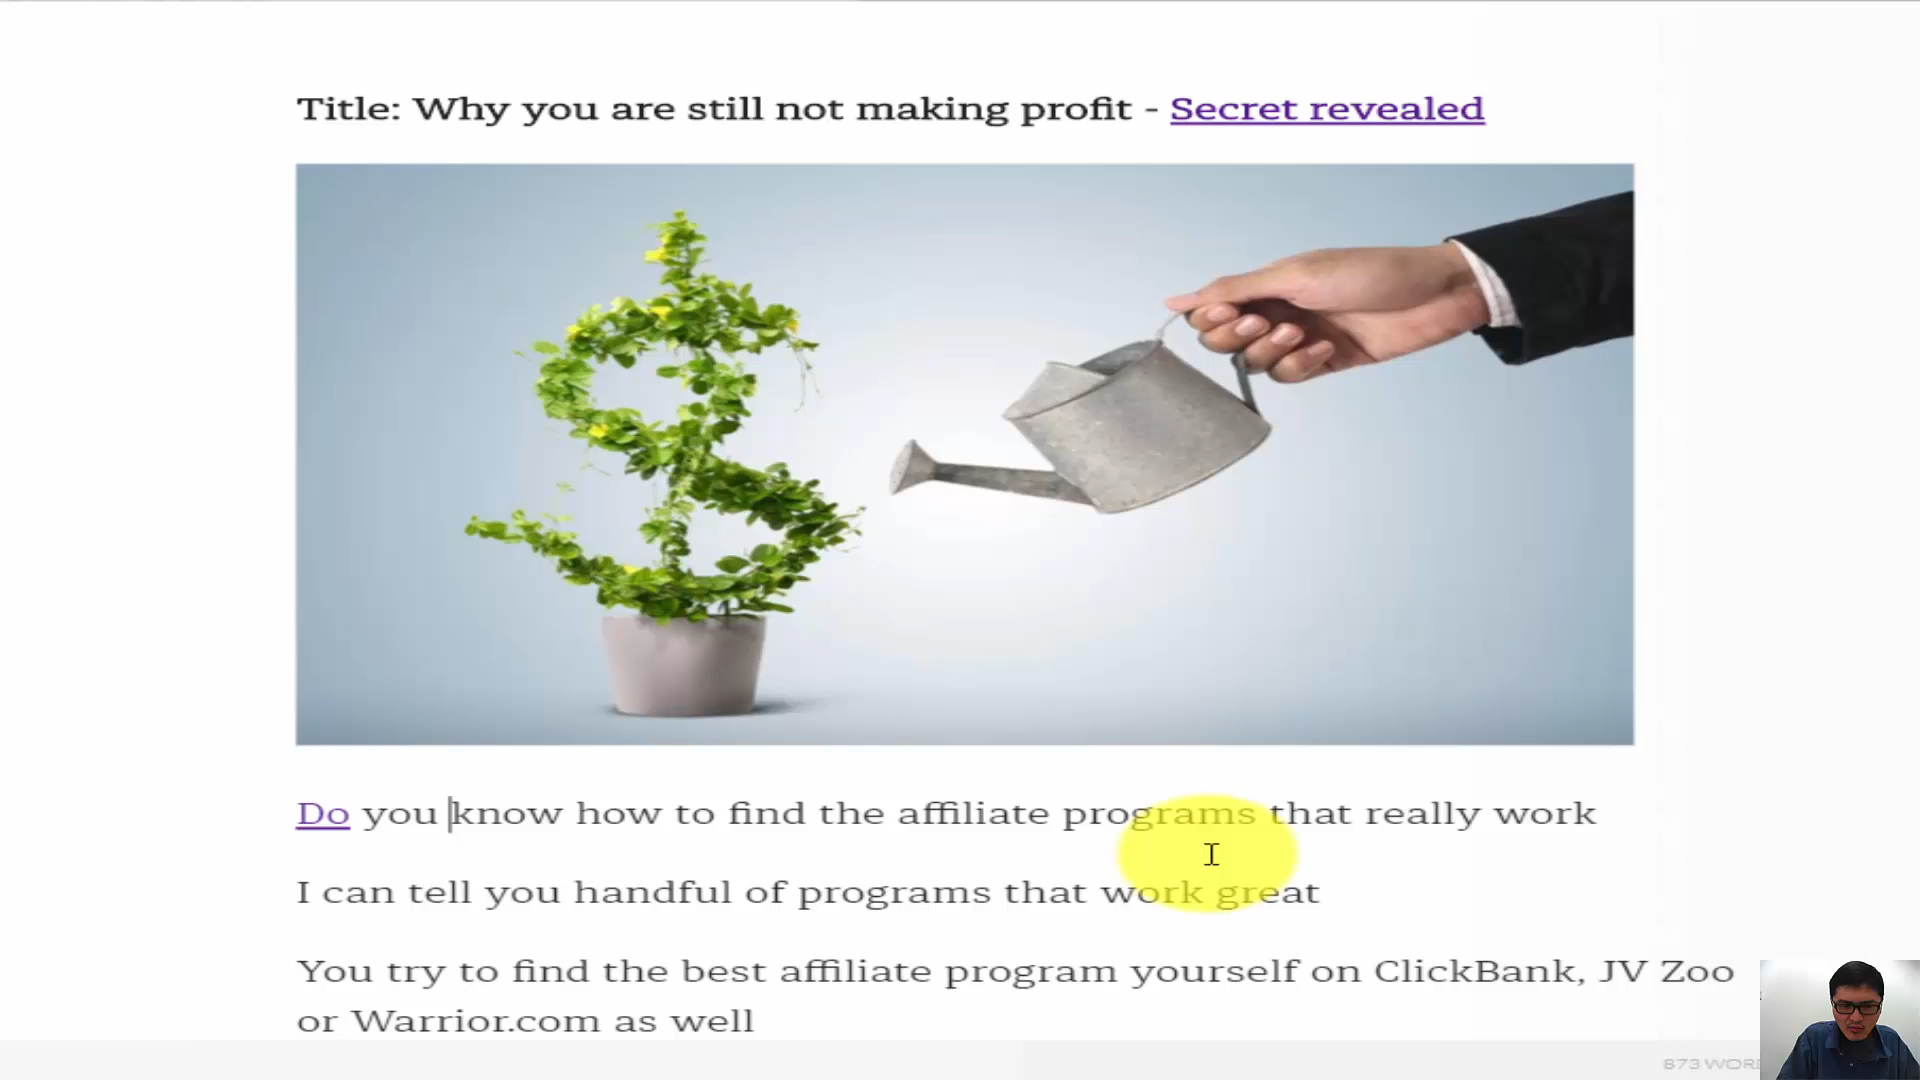 Title: Why you are still not making profit - Secret revealed
Do you know how to find the affiliate programs that really work
I can tell you handful of programs that work great
You try to find the best affiliate program yourself on ClickBank, JV Zoo
or Warrior.com as well
873